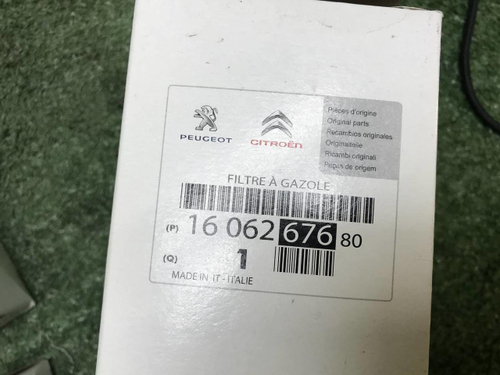 PEUGEOT
CITROËN
Pièces d'origine
Original parts
Recambios originales
Originalteile
Ricambi originali
Peças de origem
FILTRE À GAZOLE
(P) 16 062 676 80
(Q) 1
MADE IN IT - ITALIE